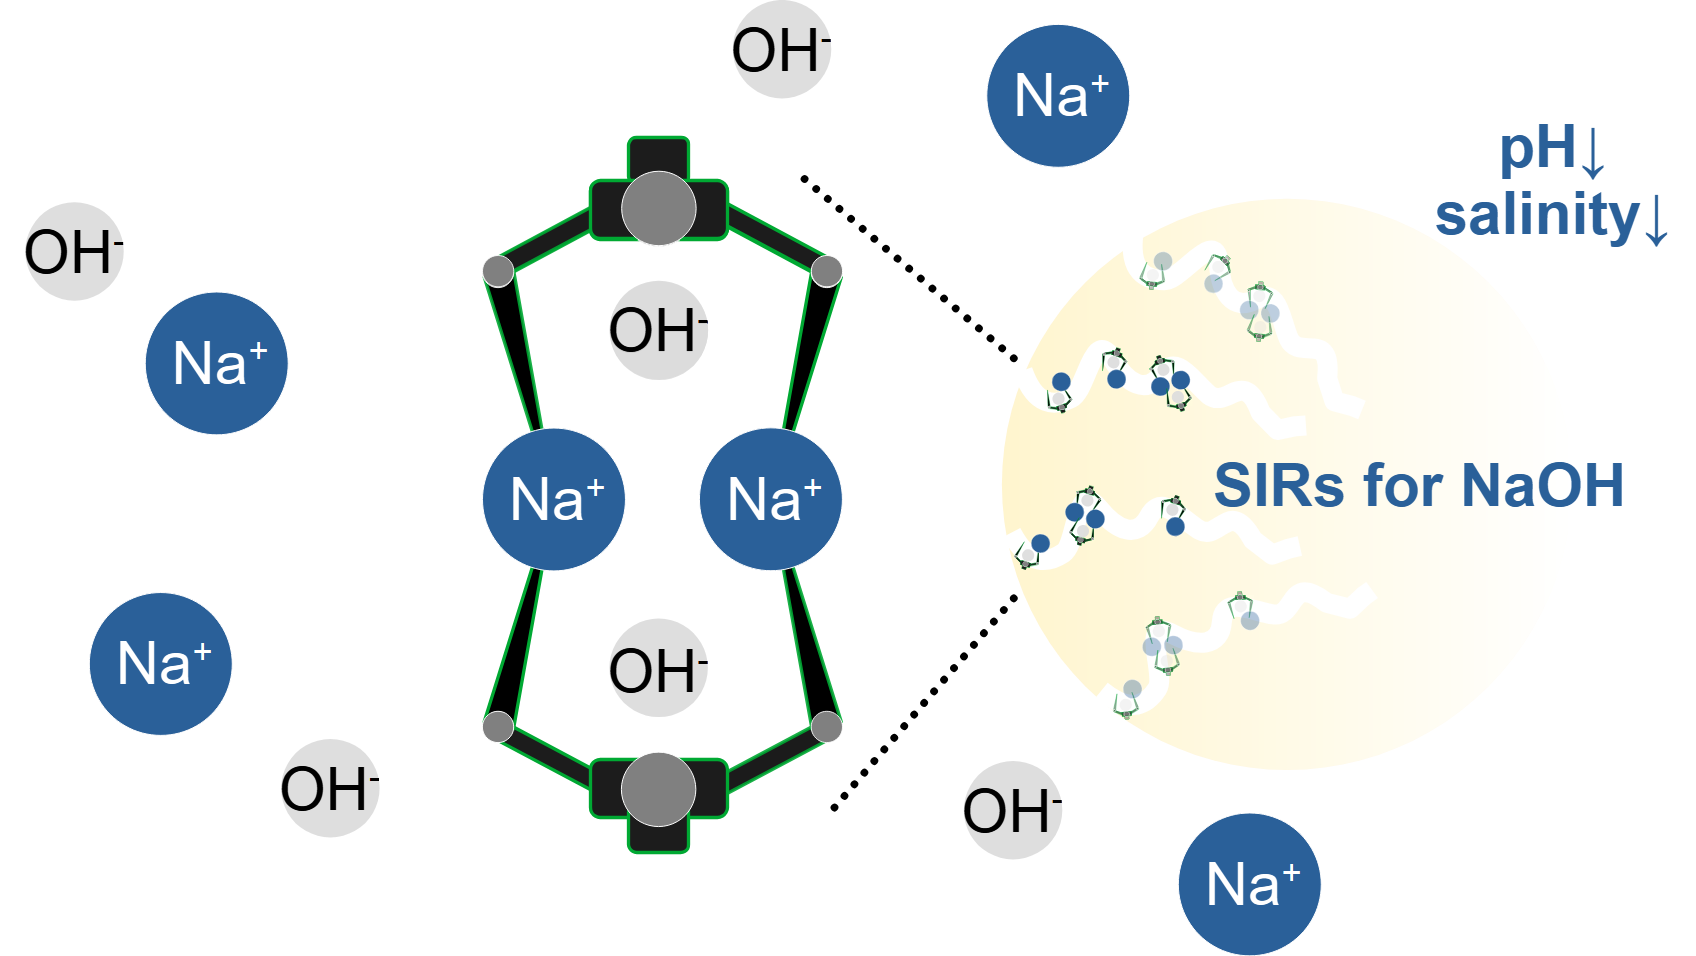 OH⁻
Na⁺
pH↓
salinity↓
OH⁻
OH⁻
Na⁺
Na⁺
Na⁺
SIRs for NaOH
Na⁺
OH⁻
OH⁻
OH⁻
Na⁺